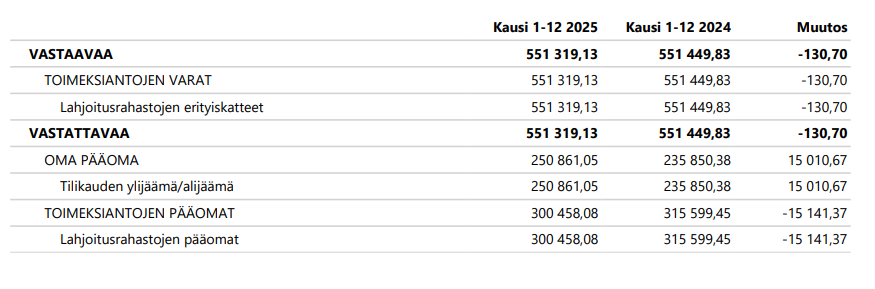 Kausi 1-12 2025 Kausi 1-12 2024 Muutos
VASTAAVAA 551 319,13 551 449,83 -130,70
TOIMEKSIANTOJEN VARAT 551 319,13 551 449,83 -130,70
Lahjoitusrahastojen erityiskatteet 551 319,13 551 449,83 -130,70
VASTATTAVAA 551 319,13 551 449,83 -130,70
OMA PÄÄOMA 250 861,05 235 850,38 15 010,67
Tilikauden ylijäämä/alijäämä 250 861,05 235 850,38 15 010,67
TOIMEKSIANTOJEN PÄÄOMAT 300 458,08 315 599,45 -15 141,37
Lahjoitusrahastojen pääomat 300 458,08 315 599,45 -15 141,37